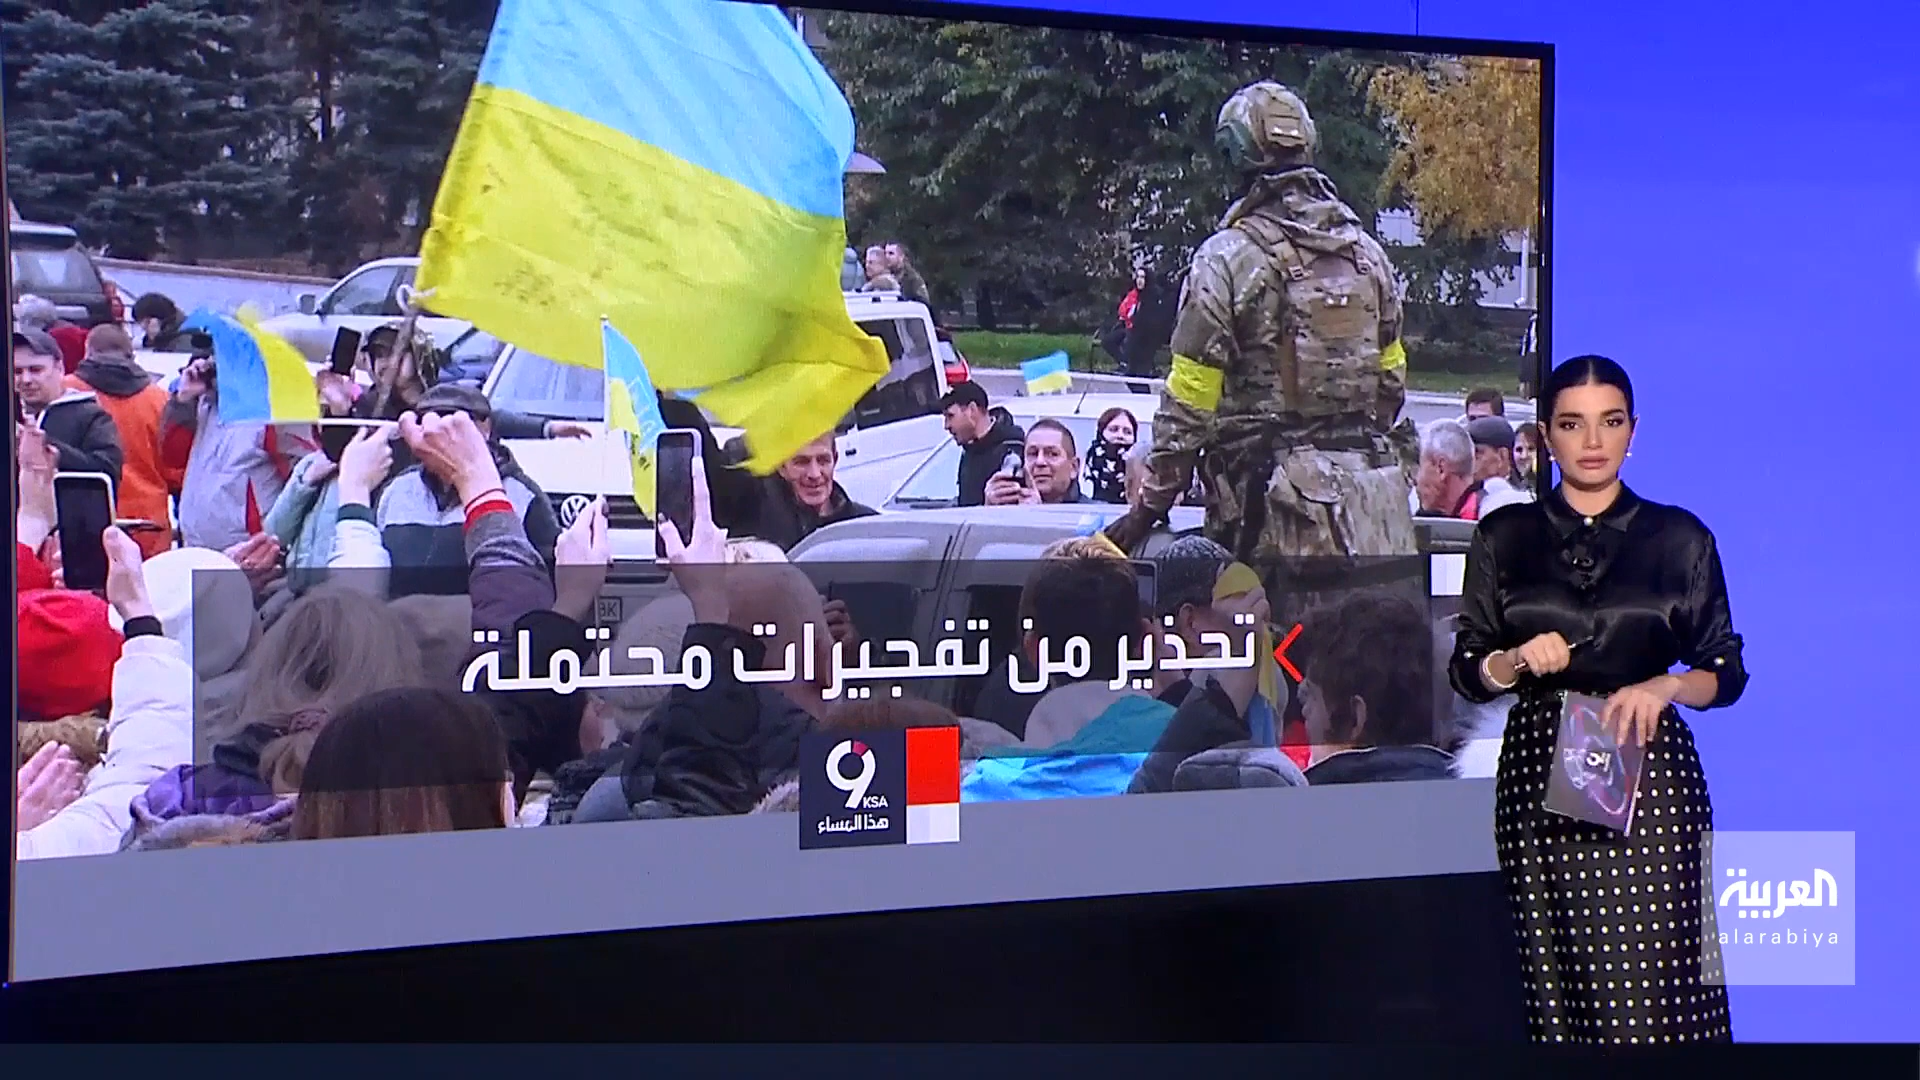 تحذير من تفجيرات محتملة
9
KSA
هذا المساء
العربية
alarabiya